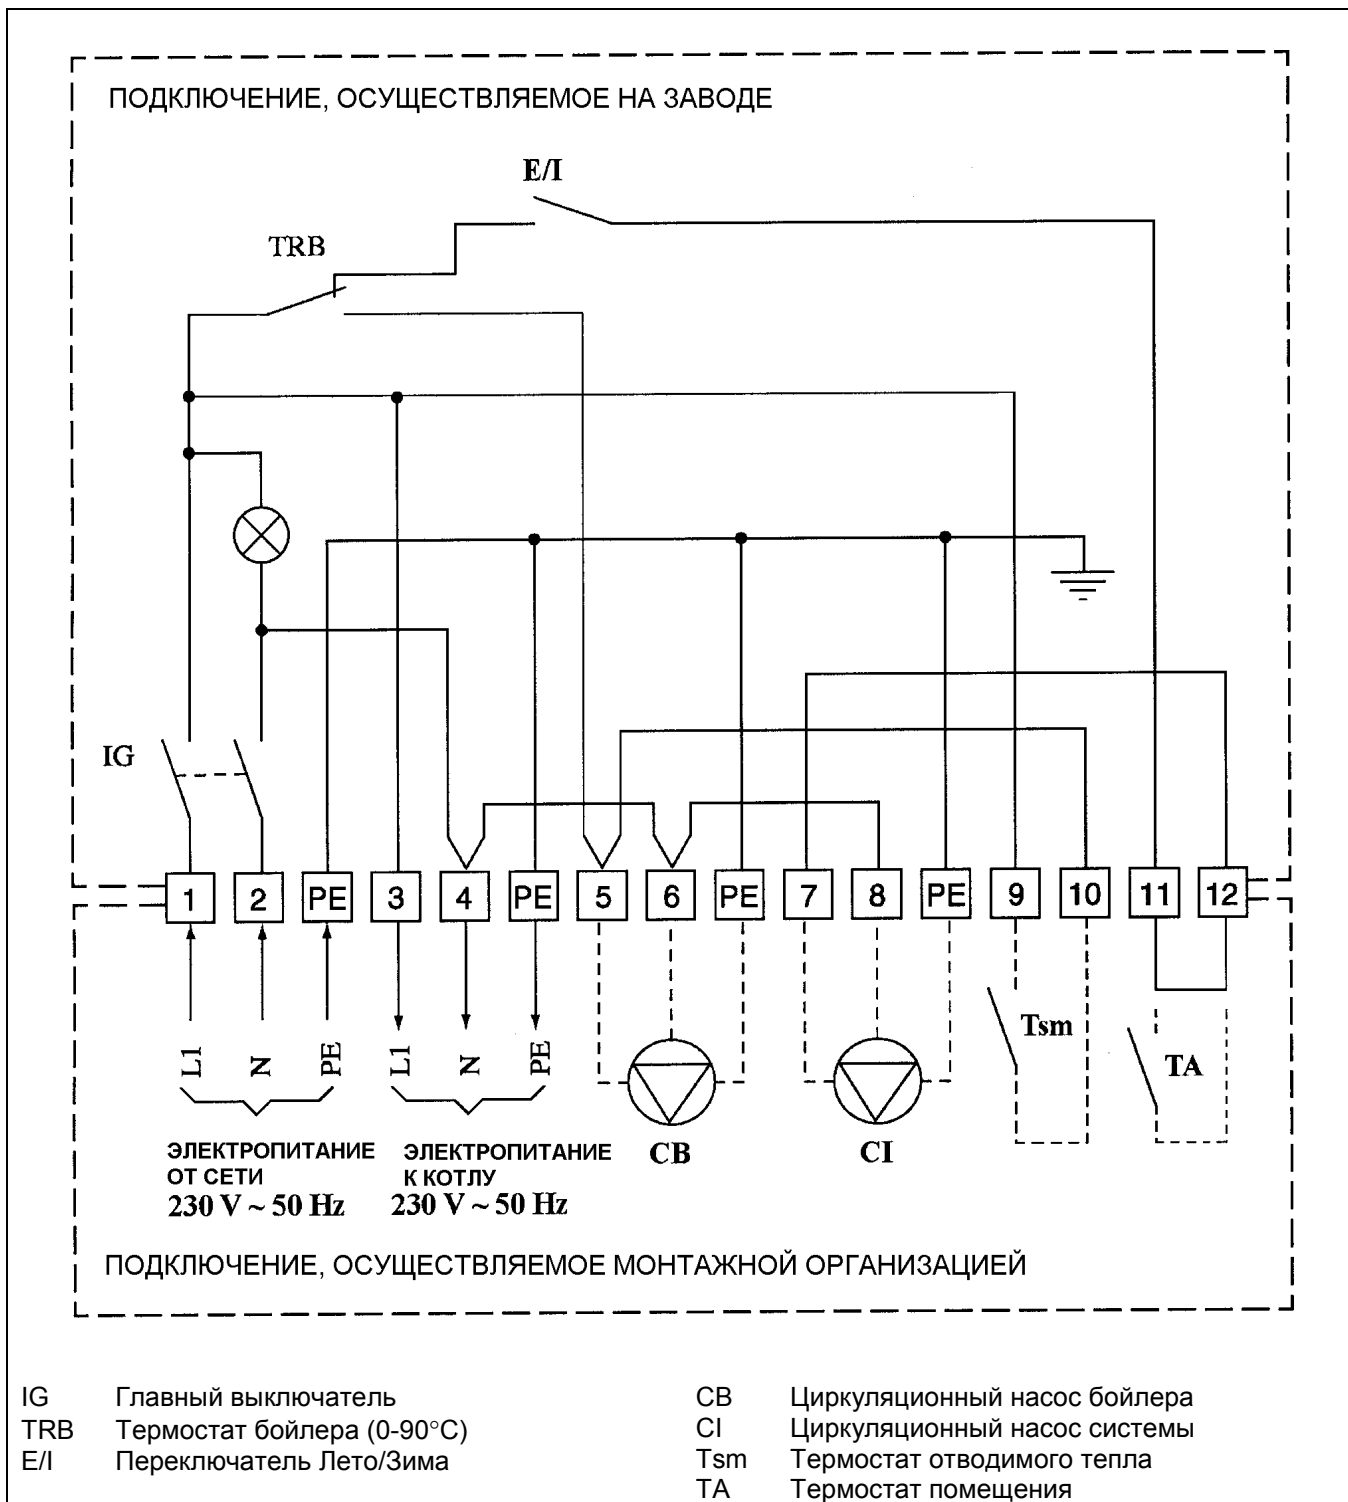 ПОДКЛЮЧЕНИЕ, ОСУЩЕСТВЛЯЕМОЕ НА ЗАВОДЕ
E/I
TRB
IG
1 2 PE 3 4 PE 5 6 PE 7 8 PE 9 10 11 12
L1 N PE L1 N PE
Tsm
TA
CB
CI
ЭЛЕКТРОПИТАНИЕ
ОТ СЕТИ
230 V ~ 50 Hz
ЭЛЕКТРОПИТАНИЕ
К КОТЛУ
230 V ~ 50 Hz
ПОДКЛЮЧЕНИЕ, ОСУЩЕСТВЛЯЕМОЕ МОНТАЖНОЙ ОРГАНИЗАЦИЕЙ
IG Главный выключатель
TRB Термостат бойлера (0-90°C)
E/I Переключатель Лето/Зима
CB Циркуляционный насос бойлера
CI Циркуляционный насос системы
Tsm Термостат отводимого тепла
TA Термостат помещения